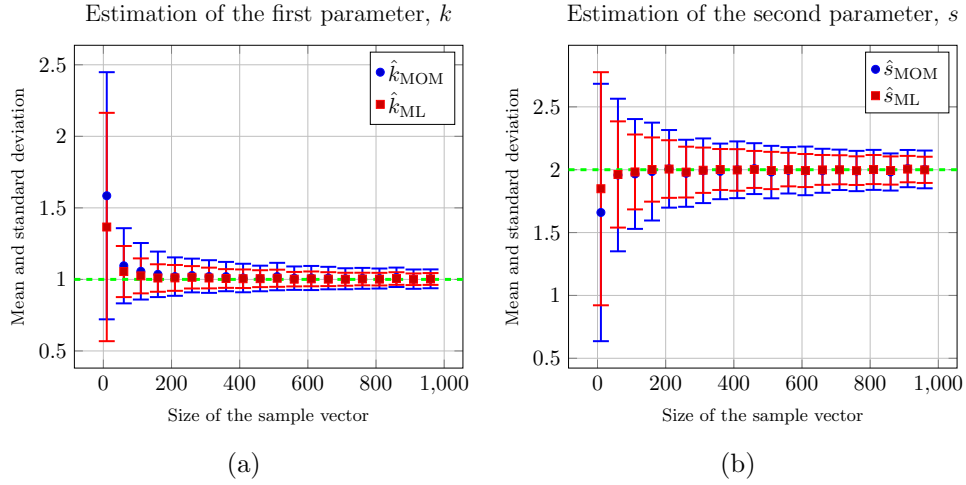 Estimation of the first parameter, k
Mean and standard deviation
2.5
2
1.5
1
0.5
k̂MOM
k̂ML
0 200 400 600 800 1,000
Size of the sample vector
(a)
Estimation of the second parameter, s
Mean and standard deviation
2.5
2
1.5
1
0.5
ŝMOM
ŝML
0 200 400 600 800 1,000
Size of the sample vector
(b)